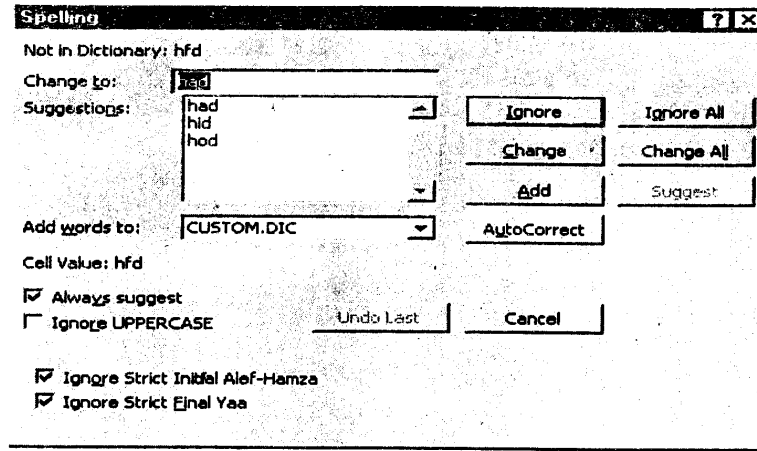 Spelling
Not in Dictionary: hfd
Change to: had
Suggestions: had
hid
hod
Ignore Ignore All
Change Change All
Add Suggest
Add words to: CUSTOM.DIC AutoCorrect
Cell Value: hfd
Always suggest
Ignore UPPERCASE Undo Last Cancel
Ignore Strict Initial Alef-Hamza
Ignore Strict Final Yaa